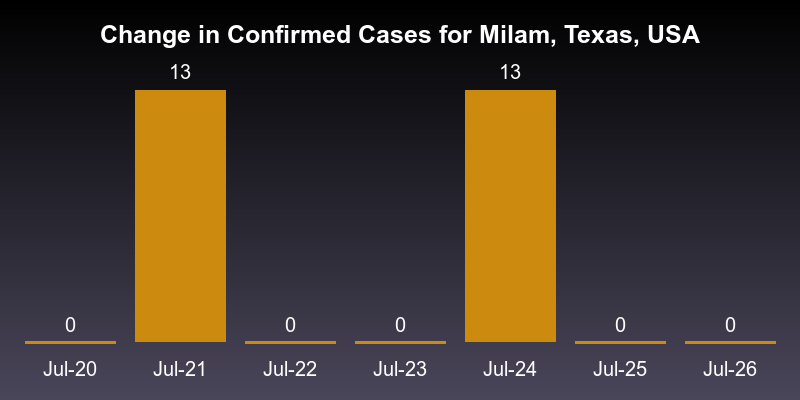 Change in Confirmed Cases for Milam, Texas, USA
13 13
0 0 0 0 0
Jul-20 Jul-21 Jul-22 Jul-23 Jul-24 Jul-25 Jul-26